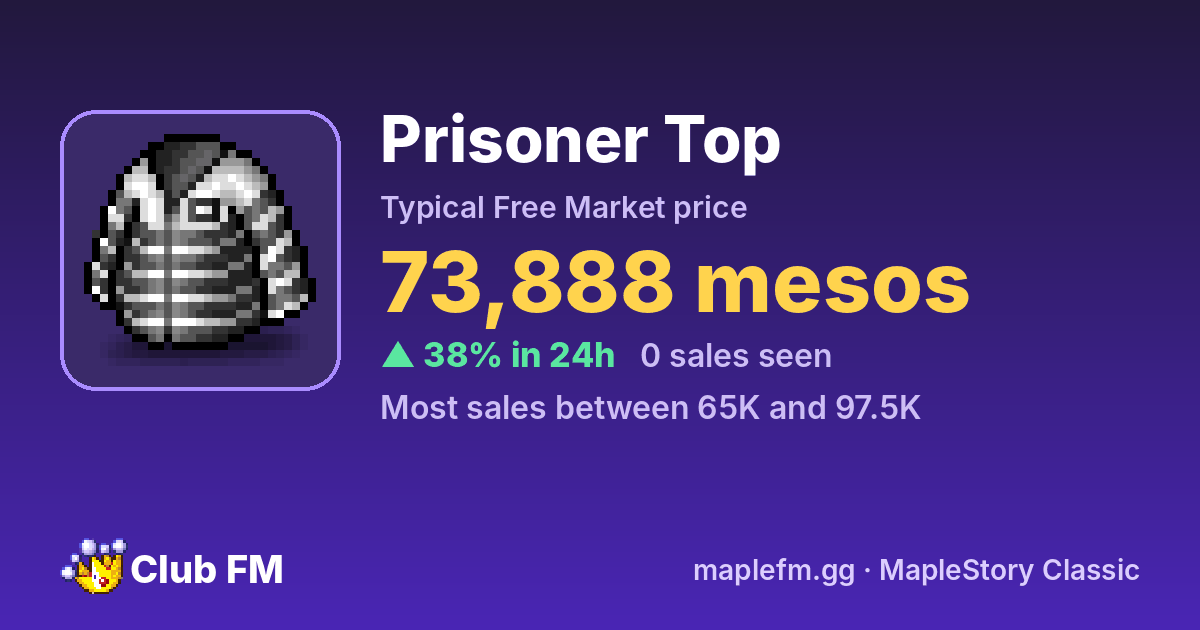 Prisoner Top
Typical Free Market price
73,888 mesos
▲ 38% in 24h 0 sales seen
Most sales between 65K and 97.5K
Club FM
maplefm.gg · MapleStory Classic